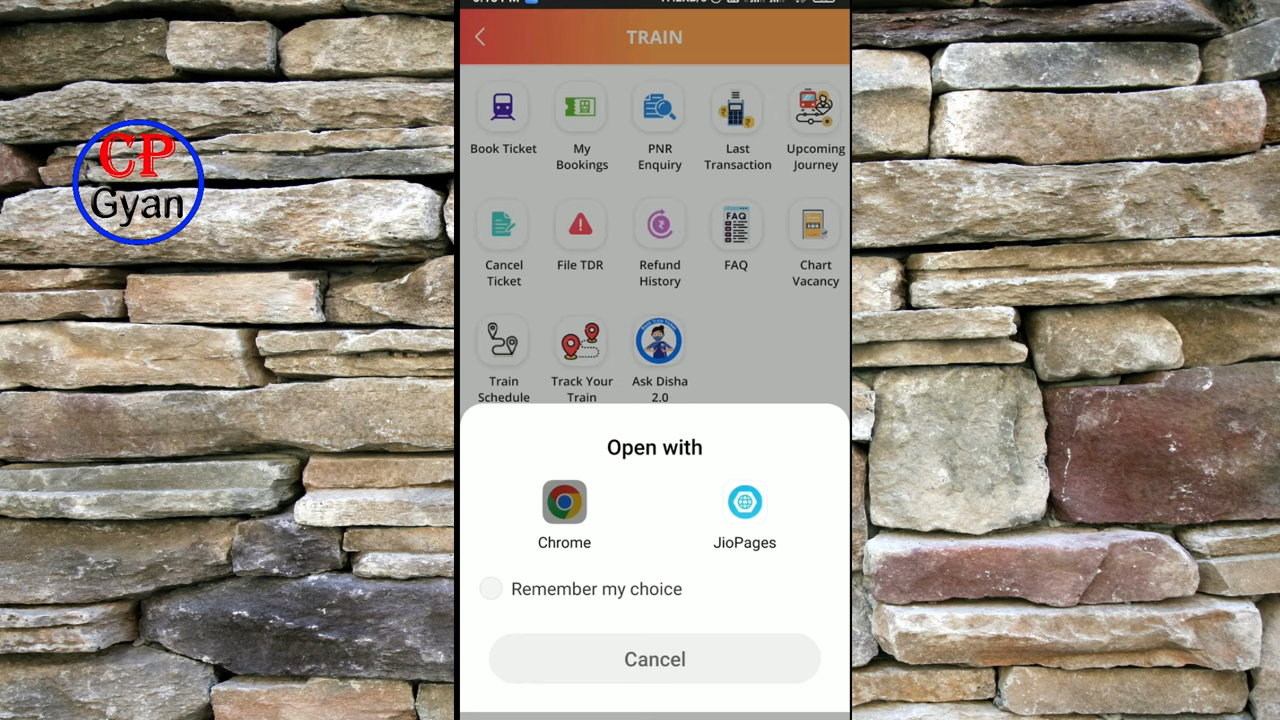 TRAIN
Book Ticket
My
Bookings
PNR
Enquiry
Last
Transaction
Upcoming
Journey
FAQ
Cancel
Ticket
File TDR
Refund
History
FAQ
Chart
Vacancy
Train
Schedule
Track Your
Train
Ask Disha
2.0
Open with
Chrome
JioPages
Remember my choice
Cancel
CP
Gyan